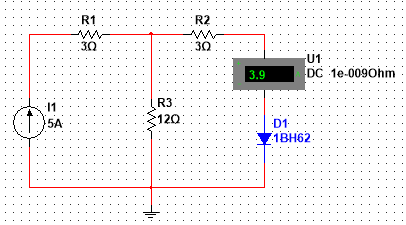 R1
3Ω
R2
3Ω
U1
3.9
DC 1e-009Ohm
I1
5A
R3
12Ω
D1
1BH62